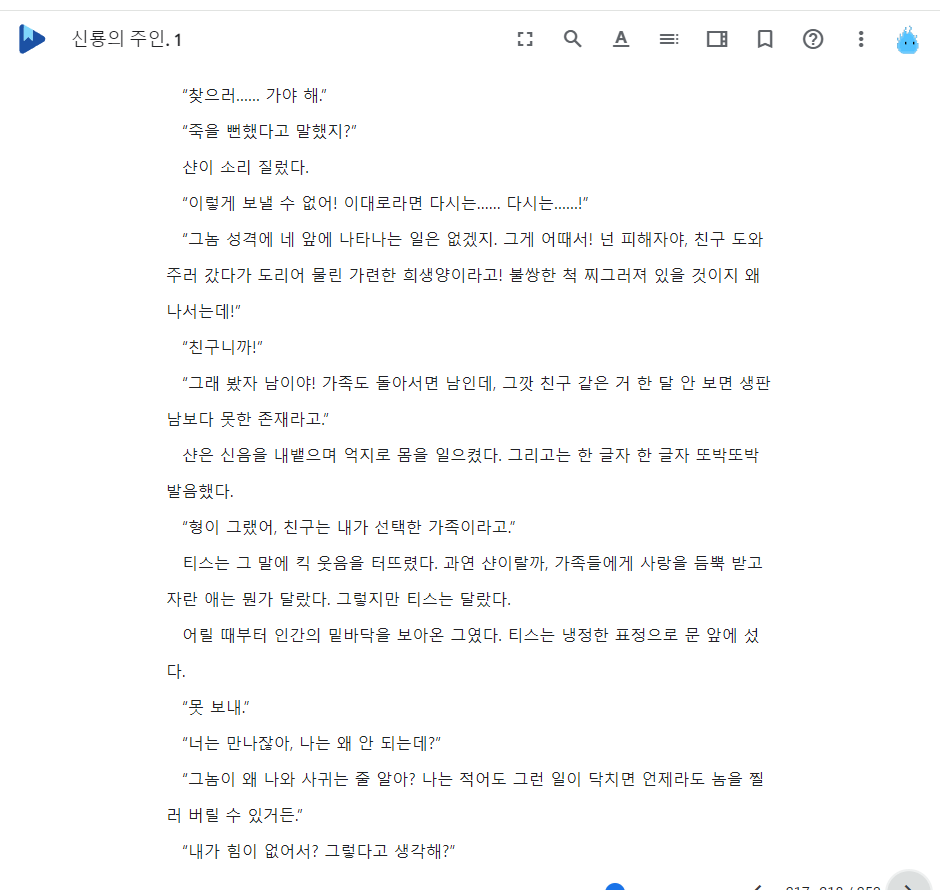 신룡의 주인. 1
“찾으러...... 가야 해.”
“죽을 뻔했다고 말했지?”
샨이 소리 질렀다.
“이렇게 보낼 수 없어! 이대로라면 다시는...... 다시는......!”
“그놈 성격에 네 앞에 나타나는 일은 없겠지. 그게 어때서! 넌 피해자야, 친구 도와
주러 갔다가 도리어 물린 가련한 희생양이라고! 불쌍한 척 찌그러져 있을 것이지 왜
나서는데!”
“친구니까!”
“그래 봤자 남이야! 가족도 돌아서면 남인데, 그깟 친구 같은 거 한 달 안 보면 생판
남보다 못한 존재라고.”
샨은 신음을 내뱉으며 억지로 몸을 일으켰다. 그리고는 한 글자 한 글자 또박또박
발음했다.
“형이 그랬어, 친구는 내가 선택한 가족이라고.”
티스는 그 말에 킥 웃음을 터뜨렸다. 과연 샨이랄까, 가족들에게 사랑을 듬뿍 받고
자란 애는 뭔가 달랐다. 그렇지만 티스는 달랐다.
어릴 때부터 인간의 밑바닥을 보아온 그였다. 티스는 냉정한 표정으로 문 앞에 섰
다.
“못 보내.”
“너는 만나잖아, 나는 왜 안 되는데?”
“그놈이 왜 나와 사귀는 줄 알아? 나는 적어도 그런 일이 닥치면 언제라도 놈을 찔
러 버릴 수 있거든.”
“내가 힘이 없어서? 그렇다고 생각해?”